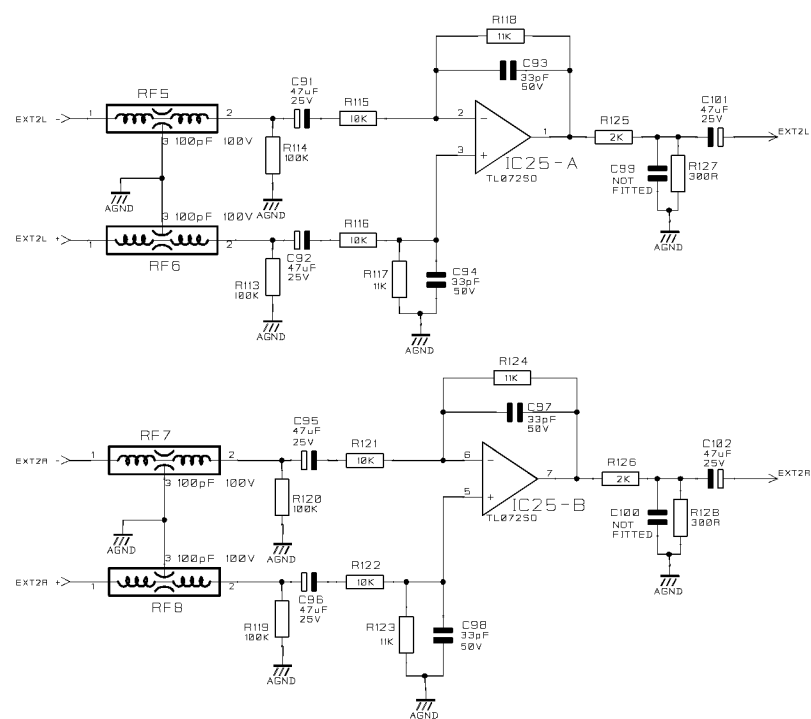 R118
11K
C93
33pF
50V
C91
47uF
25V
C101
47uF
25V
RF5
R115
10K
R125
2K
EXT2L -
1
2
2
-
1
EXT2L
3 100pF 100V
R114
100K
3
+
IC25-A
TL072SO
C99
NOT
FITTED
R127
300R
AGND
AGND
AGND
3 100pF 100V
R116
10K
EXT2L +
1
2
RF6
C92
47uF
25V
R113
100K
R117
11K
C94
33pF
50V
AGND
AGND
R124
11K
C97
33pF
50V
C95
47uF
25V
C102
47uF
25V
RF7
R121
10K
R126
2K
EXT2R -
1
2
6
-
7
EXT2R
3 100pF 100V
R120
100K
5
+
IC25-B
TL072SO
C100
NOT
FITTED
R128
300R
AGND
AGND
AGND
3 100pF 100V
R122
10K
EXT2R +
1
2
RF8
C96
47uF
25V
R119
100K
R123
11K
C98
33pF
50V
AGND
AGND